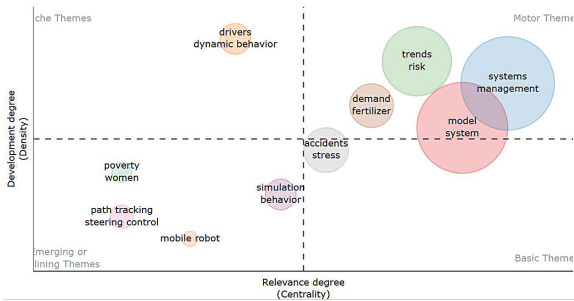 che Themes
Motor Theme
drivers
dynamic behavior
trends
risk
systems
management
demand
fertilizer
model
system
accidents
stress
poverty
women
simulation
behavior
path tracking
steering control
mobile robot
Emerging or
lining Themes
Basic Theme
Development degree
(Density)
Relevance degree
(Centrality)